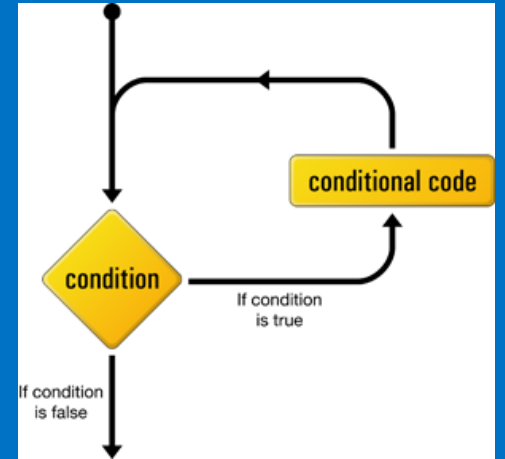 conditional code
condition
If condition
is true
If condition
is false